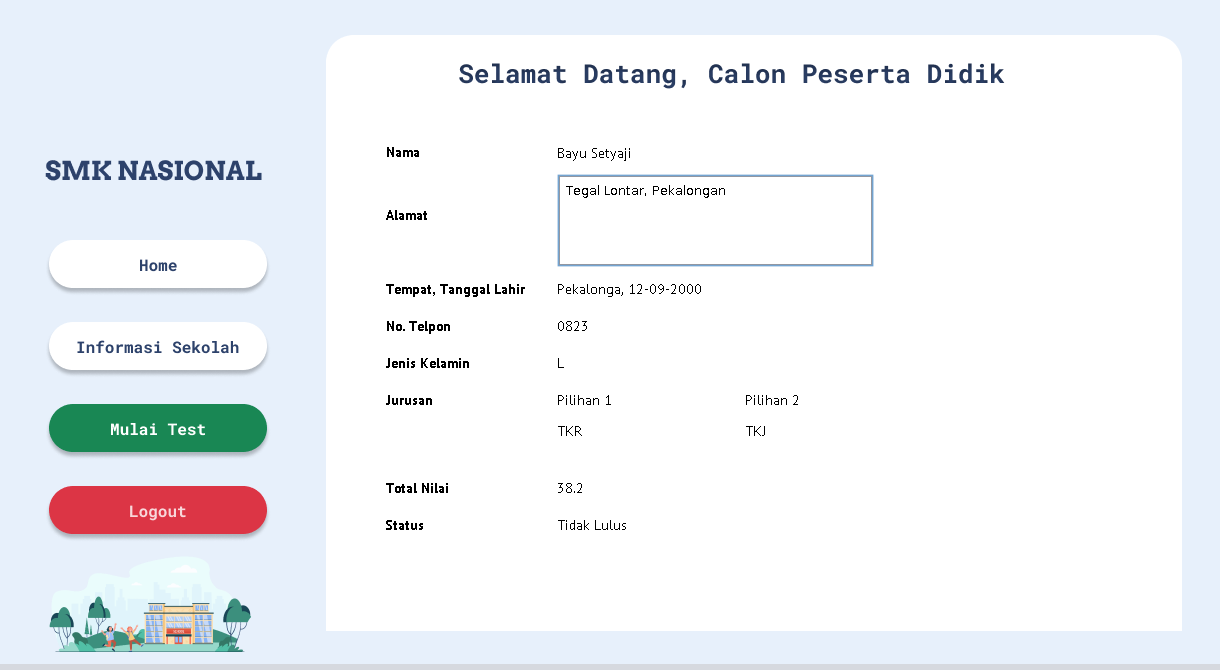 Selamat Datang, Calon Peserta Didik
SMK NASIONAL
Home
Informasi Sekolah
Mulai Test
Logout
Nama Bayu Setyaji
Alamat Tegal Lontar, Pekalongan
Tempat, Tanggal Lahir Pekalonga, 12-09-2000
No. Telpon 0823
Jenis Kelamin L
Jurusan Pilihan 1 Pilihan 2
TKR TKJ
Total Nilai 38.2
Status Tidak Lulus